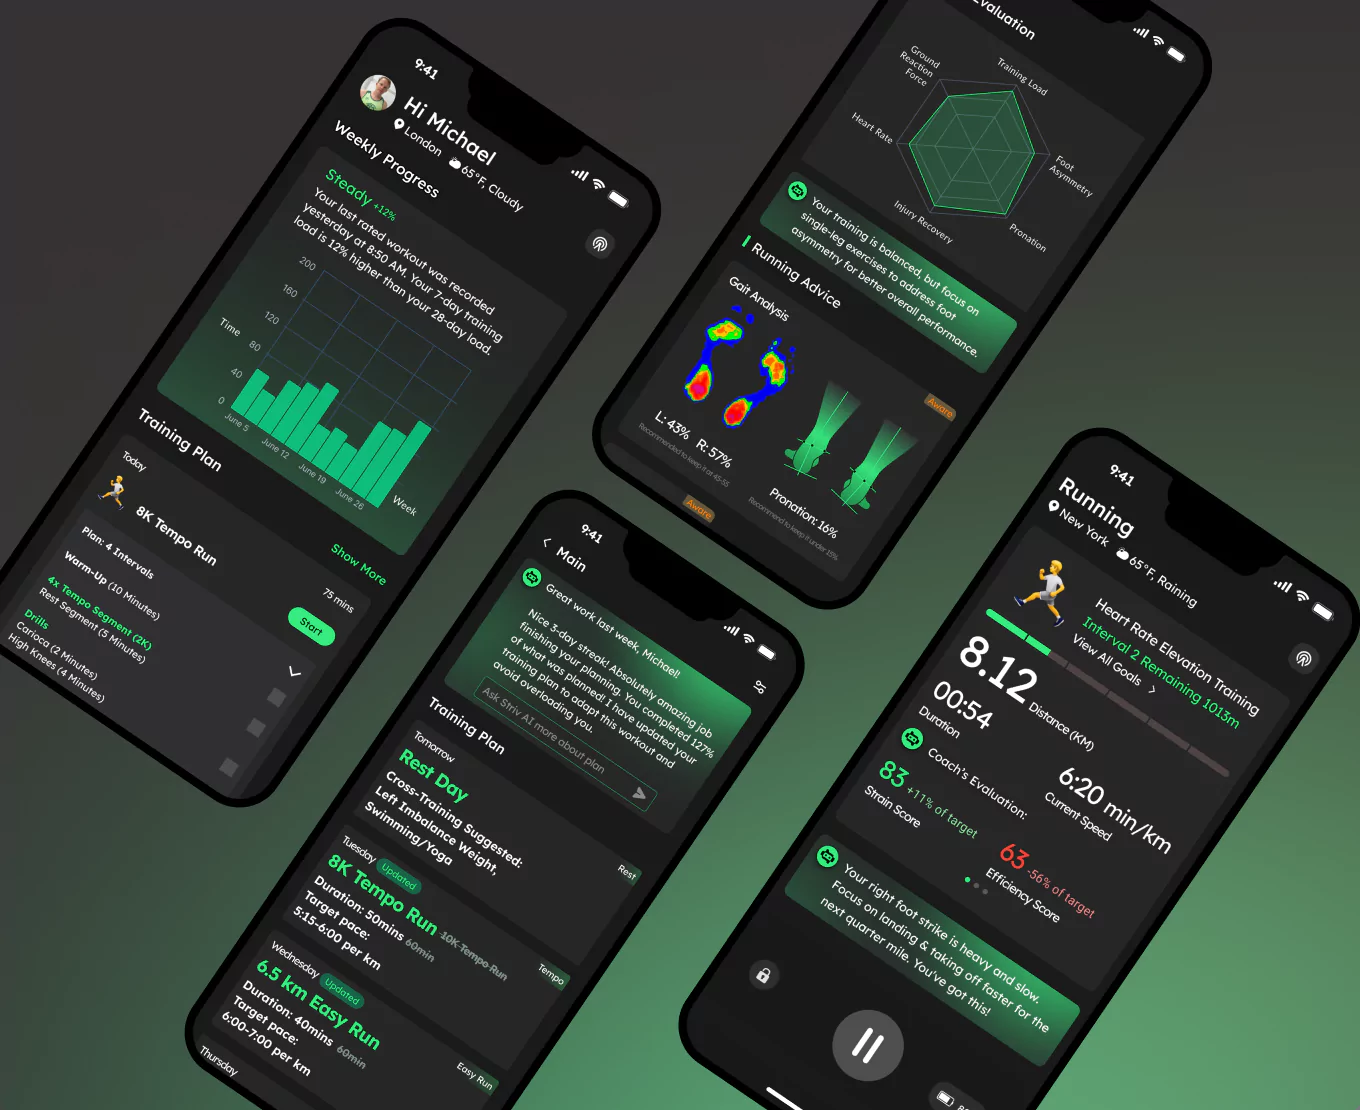 9:41
Hi Michael
London
65°F, Cloudy
Weekly Progress
Steady +12%
Your last rated workout was recorded
yesterday at 8:50 AM. Your 7-day training
load is 12% higher than your 28-day load.
200
160
120
Time
80
40
0
June 5
June 12
June 19
June 26
Week
Training Plan
Show More
Today
8K Tempo Run
75 mins
Start
Plan: 4 Intervals
Warm-Up (10 Minutes)
4x Tempo Segment (2K)
Rest Segment (5 Minutes)
Drills
Carioca (2 Minutes)
High Knees (4 Minutes)
Evaluation
Ground
Reaction
Force
Training Load
Heart Rate
Foot
Asymmetry
Injury Recovery
Pronation
Your training is balanced, but focus on
single-leg exercises to address foot
asymmetry for better overall performance.
Running Advice
Gait Analysis
Aware
L: 43% R: 57%
Recommended to keep it at 45-55
Pronation: 16%
Recommend to keep it under 15%
Aware
9:41
Main
Great work last week, Michael!
Nice 3-day streak! Absolutely amazing job
finishing your planning. You completed 127%
of what was planned! I have updated your
training plan to adapt this workout and
avoid overloading you.
Ask Striv AI more about plan
Training Plan
Tomorrow
Rest Day
Cross-Training Suggested:
Left Imbalance Weight,
Swimming/Yoga
Rest
Tuesday Updated
8K Tempo Run 10K Tempo Run
Duration: 50mins 60min
Target pace:
5:15-6:00 per km
Tempo
Wednesday Updated
6.5 km Easy Run
Duration: 40mins 60min
Target pace:
6:00-7:00 per km
Easy Run
Thursday
9:41
Running
New York
65°F, Raining
Heart Rate Elevation Training
Interval 2 Remaining 1013m
View All Goals
8.12 Distance (KM)
00:54
Duration
6:20 min/km
Current Speed
Coach's Evaluation:
83 +11% of target
Strain Score
63 -56% of target
Efficiency Score
Your right foot strike is heavy and slow.
Focus on landing & taking off faster for the
next quarter mile. You've got this!